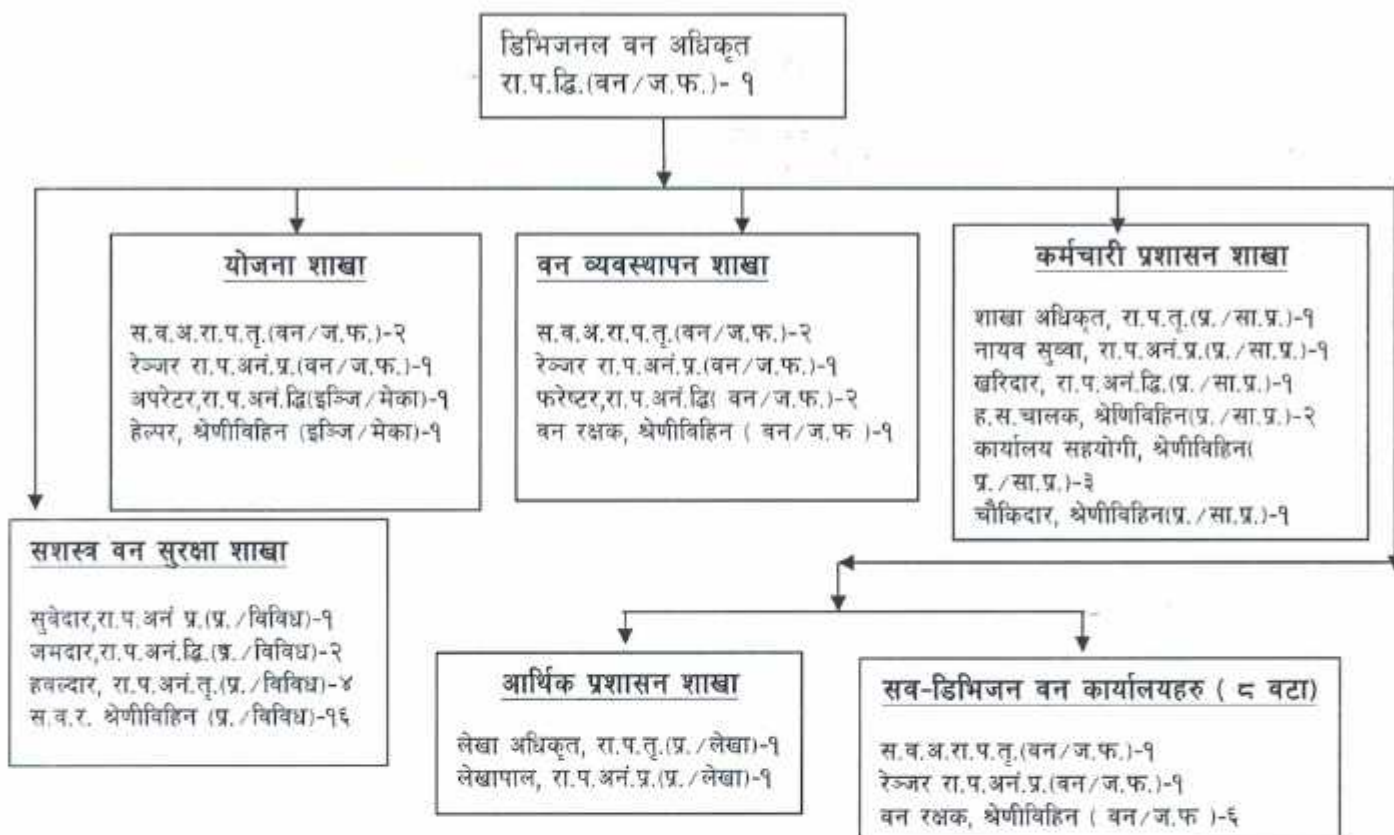 डिभिजनल वन अधिकृत
रा.प.द्वि.(वन/ज.फ.)- १
योजना शाखा
स.व.अ.रा.प.तृ.(वन/ज.फ.)-२
रेञ्जर रा.प.अनं.प्र.(वन/ज.फ.)-१
अपरेटर,रा.प.अनं.द्वि(इञ्जि/मेका)-१
हेल्पर, श्रेणीविहिन (इञ्जि/मेका)-१
वन व्यवस्थापन शाखा
स.व.अ.रा.प.तृ.(वन/ज.फ.)-२
रेञ्जर रा.प.अनं.प्र.(वन/ज.फ.)-१
फरेष्टर,रा.प.अनं.द्वि( वन/ज.फ.)-२
वन रक्षक, श्रेणीविहिन ( वन/ज.फ )-१
कर्मचारी प्रशासन शाखा
शाखा अधिकृत, रा.प.तृ.(प्र./सा.प्र.)-१
नायव सुब्बा, रा.प.अनं.प्र.(प्र./सा.प्र.)-१
खरिदार, रा.प.अनं.द्वि.(प्र./सा.प्र.)-१
ह.स.चालक, श्रेणिविहिन(प्र./सा.प्र.)-२
कार्यालय सहयोगी, श्रेणीविहिन(
प्र./सा.प्र.)-३
चौकिदार, श्रेणीविहिन(प्र./सा.प्र.)-१
सशस्त्र वन सुरक्षा शाखा
सुवेदार,रा.प.अनं प्र.(प्र./विविध)-१
जमदार,रा.प.अनं.द्वि.(प्र./विविध)-२
हवल्दार, रा.प.अनं.तृ.(प्र./विविध)-४
स.व.र. श्रेणीविहिन (प्र./विविध)-१६
आर्थिक प्रशासन शाखा
लेखा अधिकृत, रा.प.तृ.(प्र./लेखा)-१
लेखापाल, रा.प.अनं.प्र.(प्र./लेखा)-१
सव-डिभिजन वन कार्यालयहरु ( ८ वटा)
स.व.अ.रा.प.तृ.(वन/ज.फ.)-१
रेञ्जर रा.प.अनं.प्र.(वन/ज.फ.)-१
वन रक्षक, श्रेणीविहिन ( वन/ज.फ )-६